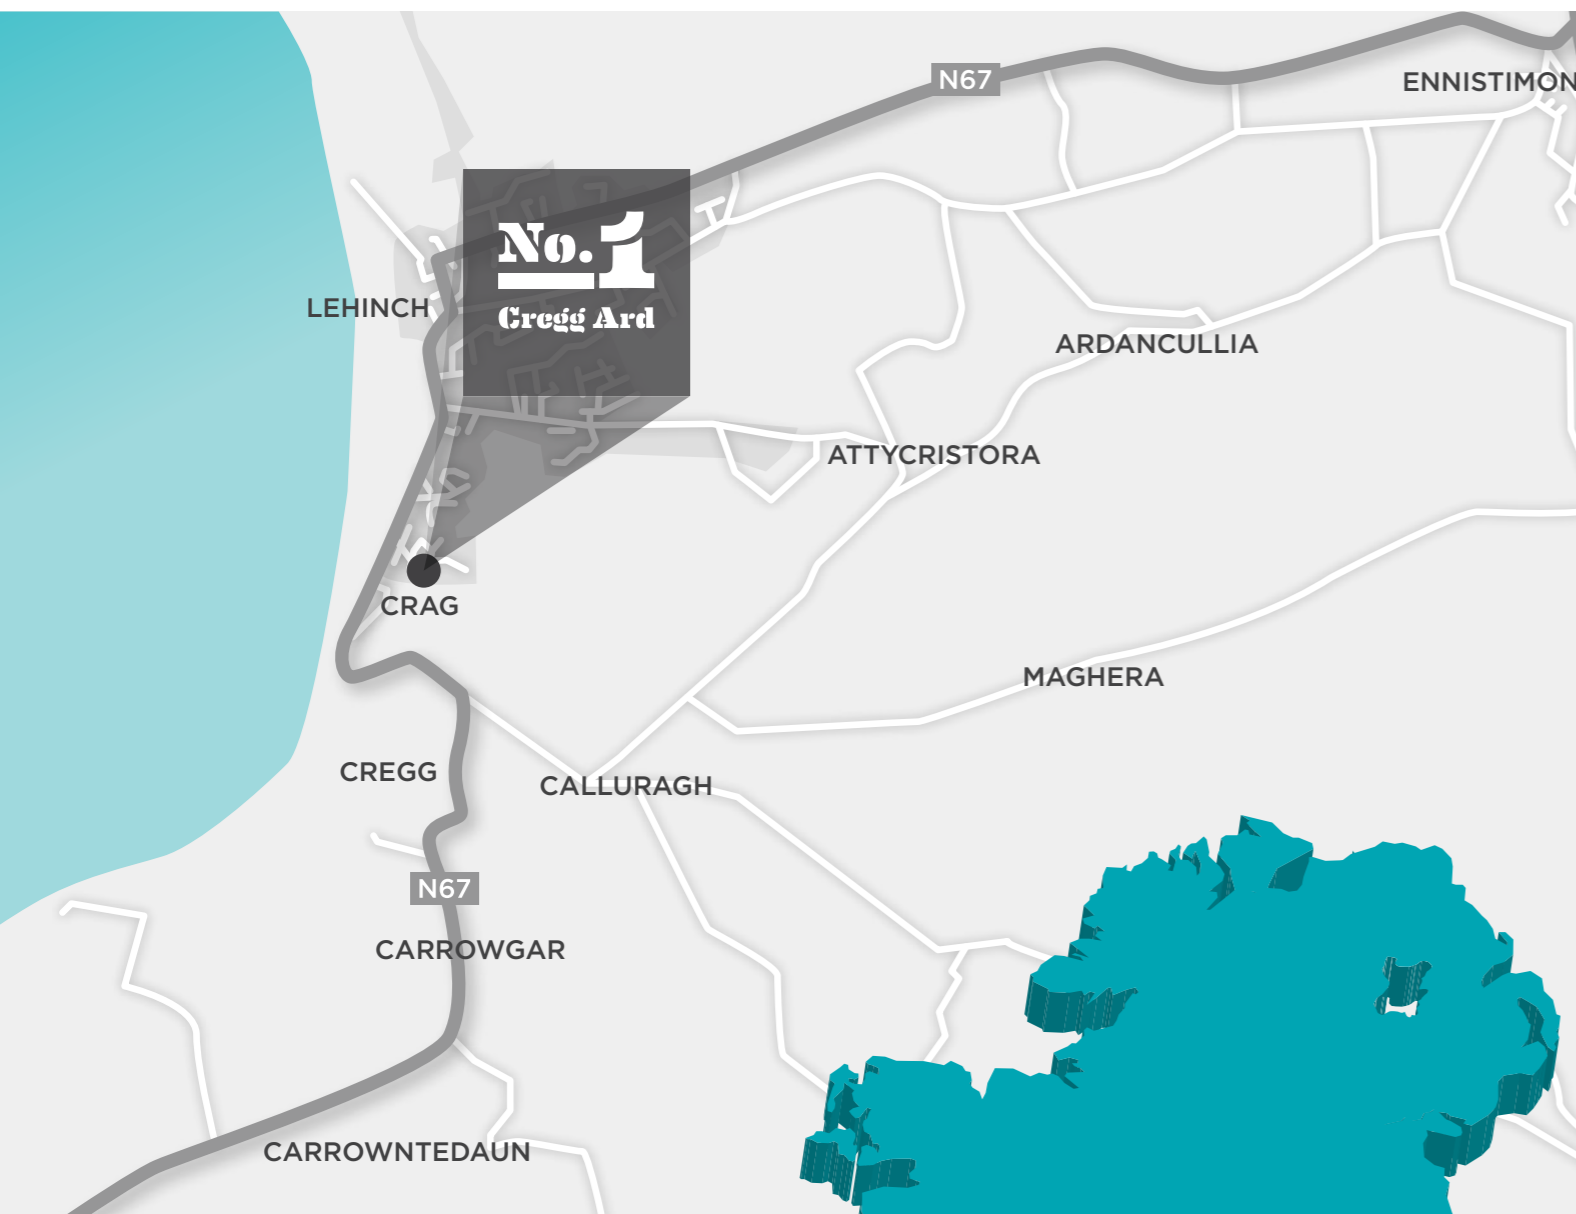 N67
ENNISTIMON
No.1
Cregg Ard
LEHINCH
ARDANCULLIA
ATTYCRISTORA
CRAG
MAGHERA
CREGG
CALLURAGH
N67
CARROWGAR
CARROWNTEDAUN